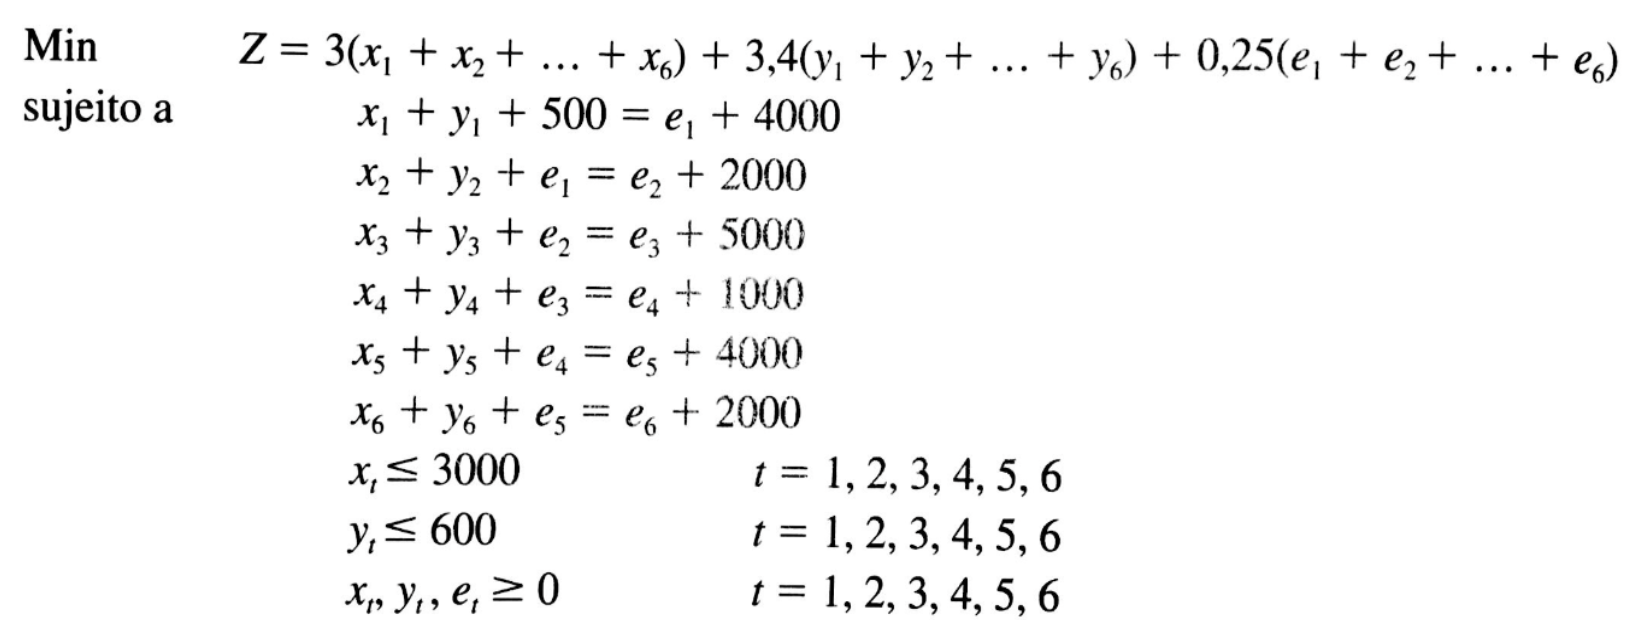 Min Z = 3(x₁ + x₂ + ... + x₆) + 3,4(y₁ + y₂ + ... + y₆) + 0,25(e₁ + e₂ + ... + e₆)
sujeito a x₁ + y₁ + 500 = e₁ + 4000
x₂ + y₂ + e₁ = e₂ + 2000
x₃ + y₃ + e₂ = e₃ + 5000
x₄ + y₄ + e₃ = e₄ + 1000
x₅ + y₅ + e₄ = e₅ + 4000
x₆ + y₆ + e₅ = e₆ + 2000
xₜ ≤ 3000 t = 1, 2, 3, 4, 5, 6
yₜ ≤ 600 t = 1, 2, 3, 4, 5, 6
xₜ, yₜ, eₜ ≥ 0 t = 1, 2, 3, 4, 5, 6